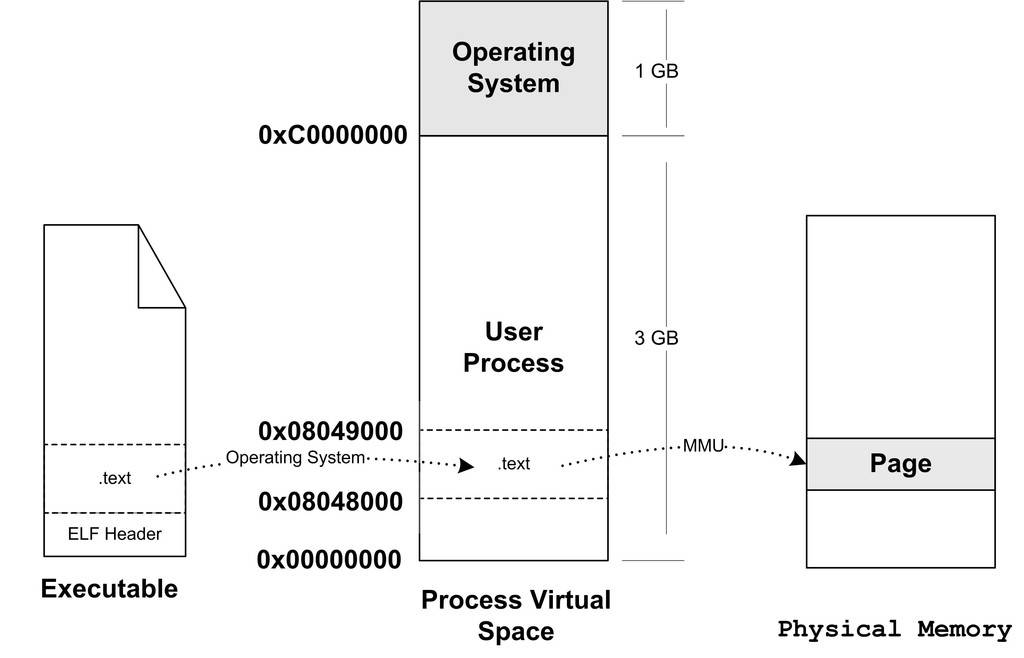 Operating
System
1 GB
0xC0000000
User
Process
3 GB
0x08049000
Operating System
.text
.text
MMU
Page
0x08048000
ELF Header
0x00000000
Executable
Process Virtual
Space
Physical Memory